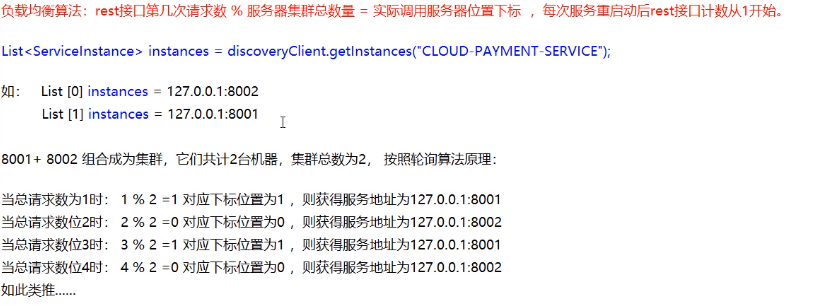 负载均衡算法：rest接口第几次请求数 % 服务器集群总数量 = 实际调用服务器位置下标 ，每次服务重启动后rest接口计数从1开始。
List<ServiceInstance> instances = discoveryClient.getInstances("CLOUD-PAYMENT-SERVICE");
如： List [0] instances = 127.0.0.1:8002
List [1] instances = 127.0.0.1:8001
8001+ 8002 组合成为集群，它们共计2台机器，集群总数为2， 按照轮询算法原理：
当总请求数为1时： 1 % 2 =1 对应下标位置为1 ，则获得服务地址为127.0.0.1:8001
当总请求数位2时： 2 % 2 =0 对应下标位置为0 ，则获得服务地址为127.0.0.1:8002
当总请求数位3时： 3 % 2 =1 对应下标位置为1 ，则获得服务地址为127.0.0.1:8001
当总请求数位4时： 4 % 2 =0 对应下标位置为0 ，则获得服务地址为127.0.0.1:8002
如此类推......